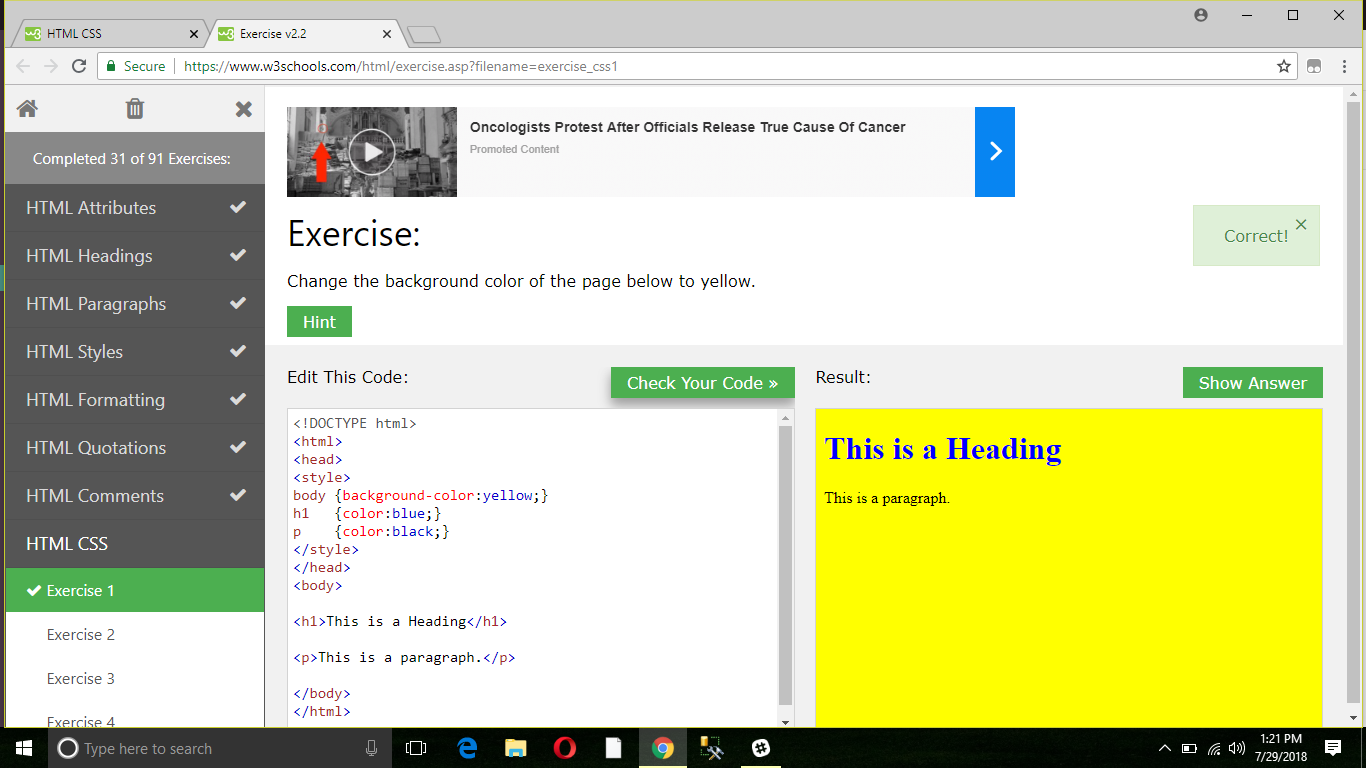 HTML CSS
Exercise v2.2
Secure
https://www.w3schools.com/html/exercise.asp?filename=exercise_css1
Completed 31 of 91 Exercises:
HTML Attributes
HTML Headings
HTML Paragraphs
HTML Styles
HTML Formatting
HTML Quotations
HTML Comments
HTML CSS
Exercise 1
Exercise 2
Exercise 3
Exercise 4
Oncologists Protest After Officials Release True Cause Of Cancer
Promoted Content
Exercise:
Correct!
Change the background color of the page below to yellow.
Hint
Edit This Code:
Check Your Code »
<!DOCTYPE html>
<html>
<head>
<style>
body {background-color:yellow;}
h1   {color:blue;}
p    {color:black;}
</style>
</head>
<body>
<h1>This is a Heading</h1>
<p>This is a paragraph.</p>
</body>
</html>
Result:
Show Answer
This is a Heading
This is a paragraph.
Type here to search
1:21 PM
7/29/2018